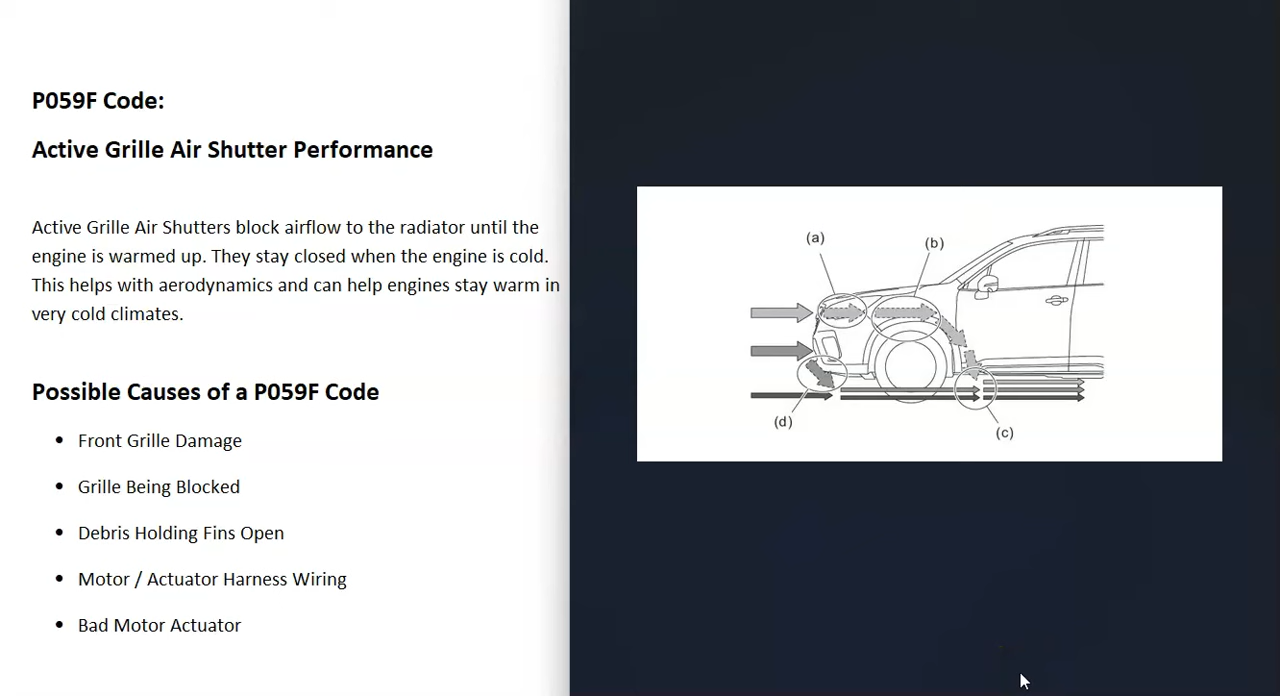 P059F Code:
Active Grille Air Shutter Performance
Active Grille Air Shutters block airflow to the radiator until the
engine is warmed up. They stay closed when the engine is cold.
This helps with aerodynamics and can help engines stay warm in
very cold climates.
Possible Causes of a P059F Code
• Front Grille Damage
• Grille Being Blocked
• Debris Holding Fins Open
• Motor / Actuator Harness Wiring
• Bad Motor Actuator
(a)
(b)
(d)
(c)